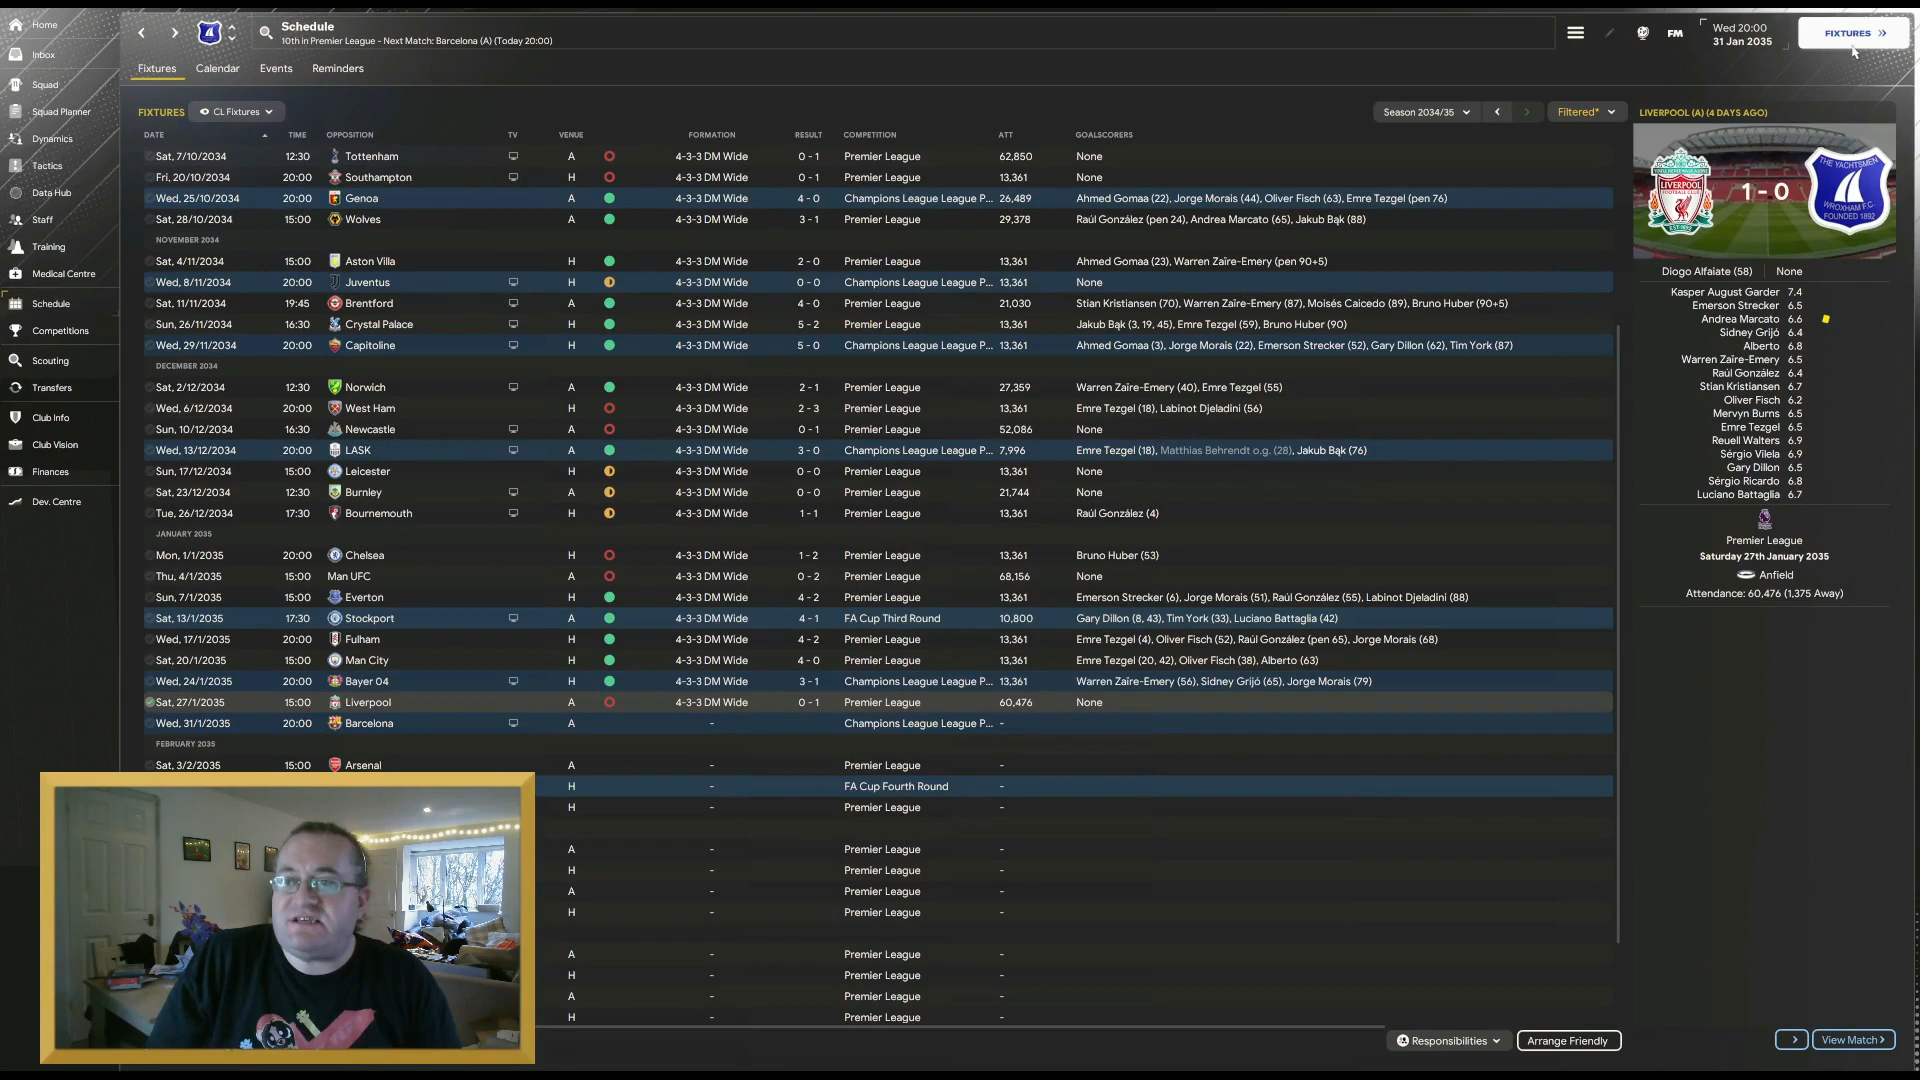 Home
Inbox
Squad
Squad Planner
Dynamics
Tactics
Data Hub
Staff
Training
Medical Centre
Schedule
Competitions
Scouting
Transfers
Club Info
Club Vision
Finances
Dev. Centre
Schedule
10th in Premier League - Next Match: Barcelona (A) (Today 20:00)
FM
Wed 20:00
31 Jan 2035
FIXTURES
Fixtures Calendar Events Reminders
FIXTURES CL Fixtures Season 2034/35 Filtered*
DATE TIME OPPOSITION TV VENUE FORMATION RESULT COMPETITION ATT GOALSCORERS
Sat, 7/10/2034 12:30 Tottenham A 4-3-3 DM Wide 0 - 1 Premier League 62,850 None
Fri, 20/10/2034 20:00 Southampton H 4-3-3 DM Wide 0 - 1 Premier League 13,361 None
Wed, 25/10/2034 20:00 Genoa A 4-3-3 DM Wide 4 - 0 Champions League League P... 26,489 Ahmed Gomaa (22), Jorge Morais (44), Oliver Fisch (63), Emre Tezgel (pen 76)
Sat, 28/10/2034 15:00 Wolves A 4-3-3 DM Wide 3 - 1 Premier League 29,378 Raúl González (pen 24), Andrea Marcato (65), Jakub Bąk (88)
NOVEMBER 2034
Sat, 4/11/2034 15:00 Aston Villa H 4-3-3 DM Wide 2 - 0 Premier League 13,361 Ahmed Gomaa (23), Warren Zaïre-Emery (pen 90+5)
Wed, 8/11/2034 20:00 Juventus H 4-3-3 DM Wide 0 - 0 Champions League League P... 13,361 None
Sat, 11/11/2034 19:45 Brentford A 4-3-3 DM Wide 4 - 0 Premier League 21,030 Stian Kristiansen (70), Warren Zaïre-Emery (87), Moisés Caicedo (89), Bruno Huber (90+5)
Sun, 26/11/2034 16:30 Crystal Palace H 4-3-3 DM Wide 5 - 2 Premier League 13,361 Jakub Bąk (3, 19, 45), Emre Tezgel (59), Bruno Huber (90)
Wed, 29/11/2034 20:00 Capitoline H 4-3-3 DM Wide 5 - 0 Champions League League P... 13,361 Ahmed Gomaa (3), Jorge Morais (22), Emerson Strecker (52), Gary Dillon (62), Tim York (87)
DECEMBER 2034
Sat, 2/12/2034 12:30 Norwich A 4-3-3 DM Wide 2 - 1 Premier League 27,359 Warren Zaïre-Emery (40), Emre Tezgel (55)
Wed, 6/12/2034 20:00 West Ham H 4-3-3 DM Wide 2 - 3 Premier League 13,361 Emre Tezgel (18), Labinot Djeladini (56)
Sun, 10/12/2034 16:30 Newcastle A 4-3-3 DM Wide 0 - 1 Premier League 52,086 None
Wed, 13/12/2034 20:00 LASK A 4-3-3 DM Wide 3 - 0 Champions League League P... 7,996 Emre Tezgel (18), Matthias Behrendt o.g. (28), Jakub Bąk (76)
Sun, 17/12/2034 15:00 Leicester H 4-3-3 DM Wide 0 - 0 Premier League 13,361 None
Sat, 23/12/2034 12:30 Burnley A 4-3-3 DM Wide 0 - 0 Premier League 21,744 None
Tue, 26/12/2034 17:30 Bournemouth H 4-3-3 DM Wide 1 - 1 Premier League 13,361 Raúl González (4)
JANUARY 2035
Mon, 1/1/2035 20:00 Chelsea H 4-3-3 DM Wide 1 - 2 Premier League 13,361 Bruno Huber (53)
Thu, 4/1/2035 15:00 Man UFC A 4-3-3 DM Wide 0 - 2 Premier League 68,156 None
Sun, 7/1/2035 15:00 Everton H 4-3-3 DM Wide 4 - 2 Premier League 13,361 Emerson Strecker (6), Jorge Morais (51), Raúl González (55), Labinot Djeladini (88)
Sat, 13/1/2035 17:30 Stockport A 4-3-3 DM Wide 4 - 1 FA Cup Third Round 10,800 Gary Dillon (8, 43), Tim York (33), Luciano Battaglia (42)
Wed, 17/1/2035 20:00 Fulham H 4-3-3 DM Wide 4 - 2 Premier League 13,361 Emre Tezgel (4), Oliver Fisch (52), Raúl González (pen 65), Jorge Morais (68)
Sat, 20/1/2035 15:00 Man City H 4-3-3 DM Wide 4 - 0 Premier League 13,361 Emre Tezgel (20, 42), Oliver Fisch (38), Alberto (63)
Wed, 24/1/2035 20:00 Bayer 04 H 4-3-3 DM Wide 3 - 1 Champions League League P... 13,361 Warren Zaïre-Emery (56), Sidney Grijó (65), Jorge Morais (79)
Sat, 27/1/2035 15:00 Liverpool A 4-3-3 DM Wide 0 - 1 Premier League 60,476 None
Wed, 31/1/2035 20:00 Barcelona A - Champions League League P... -
FEBRUARY 2035
Sat, 3/2/2035 15:00 Arsenal A - Premier League -
H - FA Cup Fourth Round -
H - Premier League -
A - Premier League -
H - Premier League -
A - Premier League -
H - Premier League -
A - Premier League -
H - Premier League -
A - Premier League -
H - Premier League -
Responsibilities Arrange Friendly
LIVERPOOL (A) (4 DAYS AGO)
LIVERPOOL
FOOTBALL CLUB
EST·1892
1 - 0
THE YACHTSMEN
WROXHAM F.C.
FOUNDED 1892
Diogo Alfaiate (58) None
Kasper August Garder 7.4
Emerson Strecker 6.5
Andrea Marcato 6.6
Sidney Grijó 6.4
Alberto 6.8
Warren Zaïre-Emery 6.5
Raúl González 6.4
Stian Kristiansen 6.7
Oliver Fisch 6.2
Mervyn Burns 6.5
Emre Tezgel 6.5
Reuell Walters 6.9
Sérgio Vilela 6.9
Gary Dillon 6.5
Sérgio Ricardo 6.8
Luciano Battaglia 6.7
Premier League
Saturday 27th January 2035
Anfield
Attendance: 60,476 (1,375 Away)
View Match